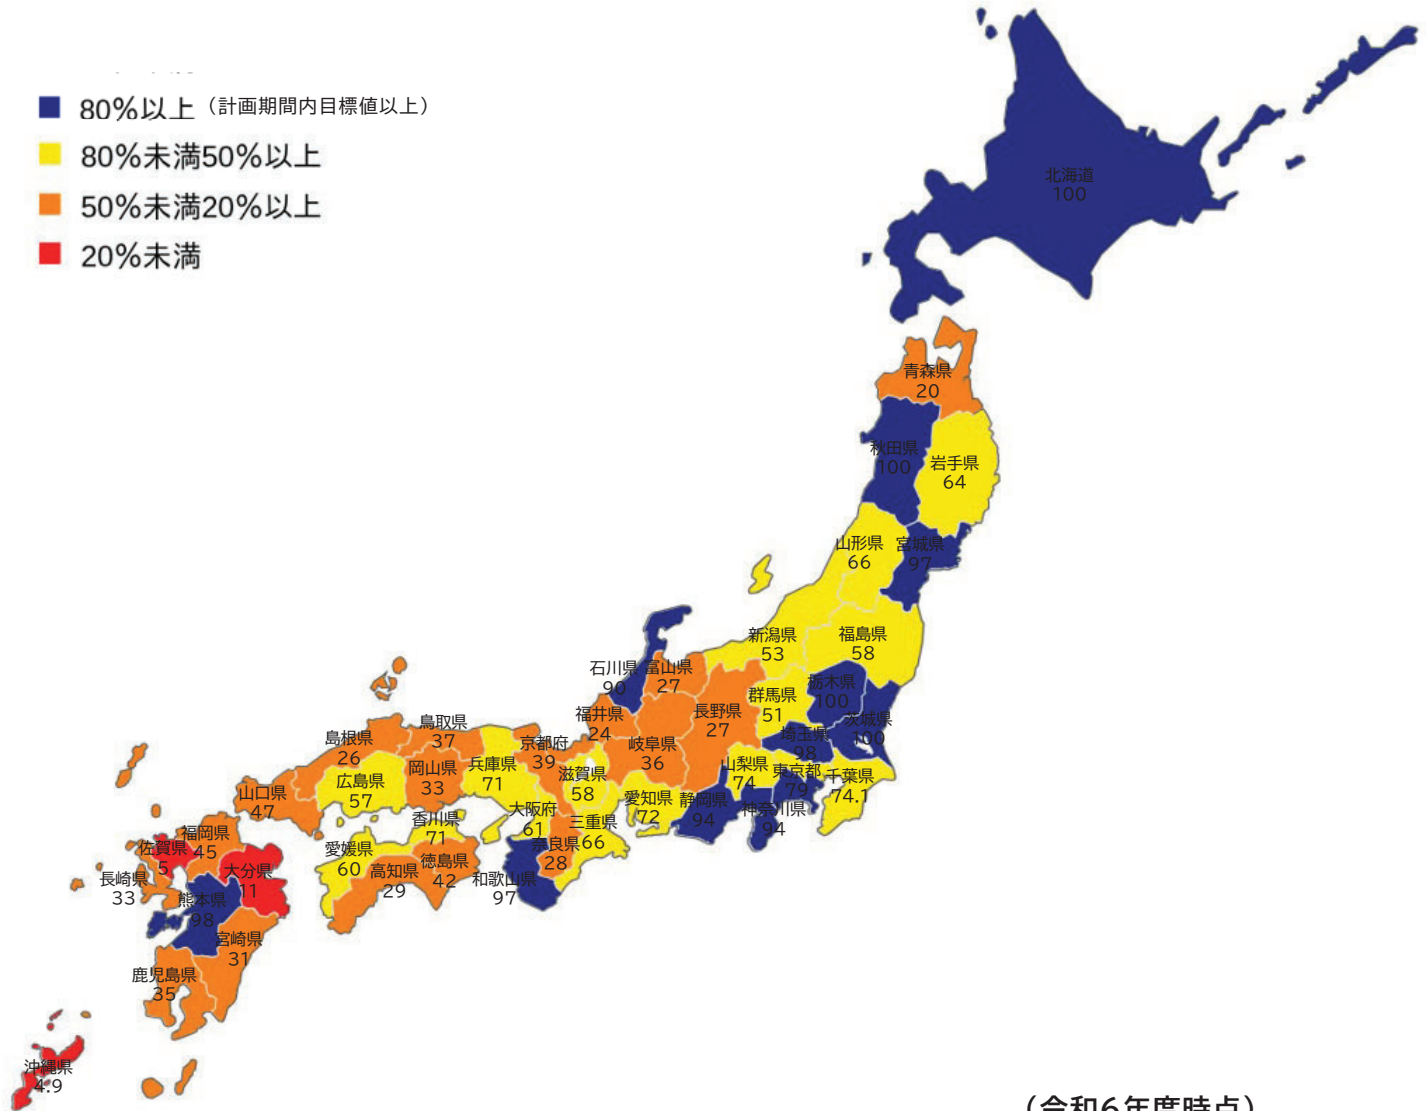 80%以上（計画期間内目標値以上）
80%未満50%以上
50%未満20%以上
20%未満
北海道
100
青森県
20
秋田県
100
岩手県
64
山形県
66
宮城県
97
新潟県
53
福島県
58
石川県
90
富山県
27
栃木県
100
群馬県
51
茨城県
100
福井県
24
長野県
27
埼玉県
98
鳥取県
37
島根県
26
京都府
39
岐阜県
36
兵庫県
71
岡山県
33
滋賀県
58
山梨県
74
東京都
79
千葉県
74.1
広島県
57
山口県
47
愛知県
72
静岡県
94
神奈川県
94
大阪府
61
香川県
71
三重県
66
福岡県
45
佐賀県
5
愛媛県
60
奈良県
28
徳島県
42
高知県
29
和歌山県
97
大分県
11
長崎県
33
熊本県
98
宮崎県
31
鹿児島県
35
沖縄県
4.9
（令和6年度時点）